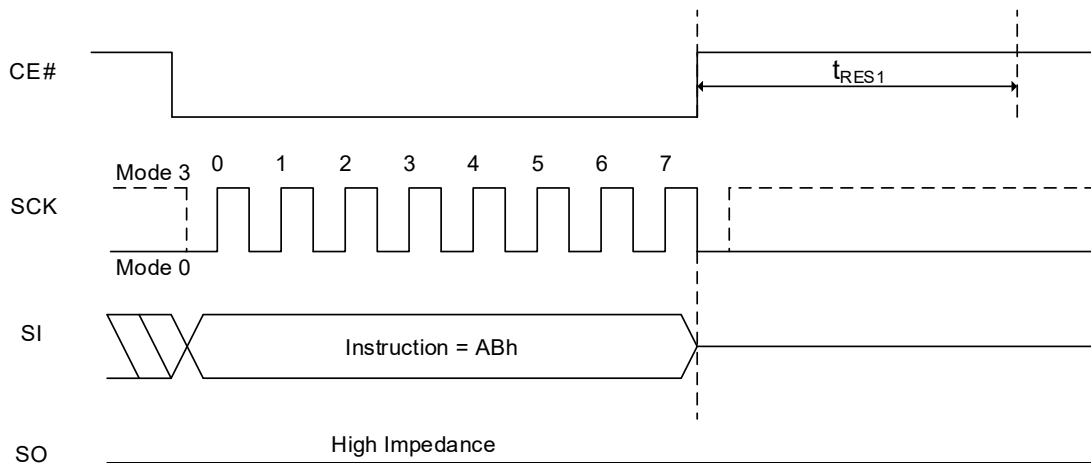 CE#
tRES1
Mode 3
0 1 2 3 4 5 6 7
SCK
Mode 0
SI
Instruction = ABh
SO
High Impedance